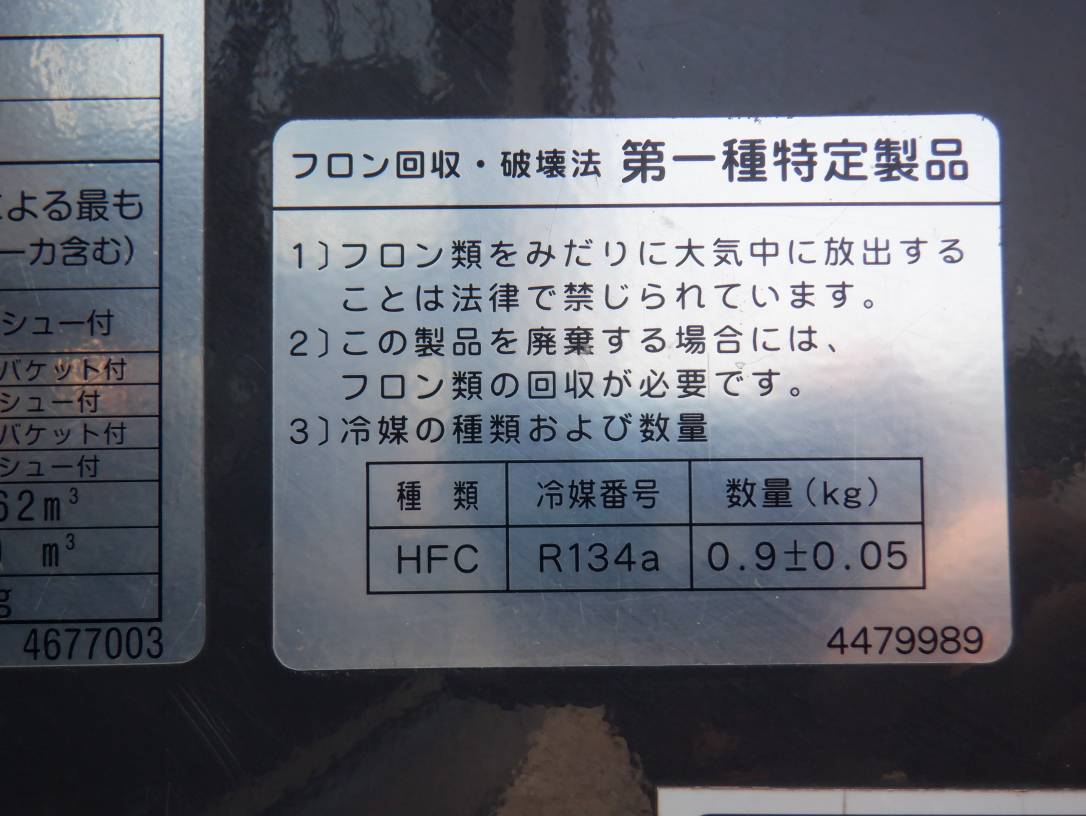 による最も
ーカ含む)
シュー付
バケット付
シュー付
バケット付
シュー付
62m³
m³
g
4677003
フロン回収・破壊法 第一種特定製品
1)フロン類をみだりに大気中に放出する
ことは法律で禁じられています。
2)この製品を廃棄する場合には、
フロン類の回収が必要です。
3)冷媒の種類および数量
種 類 冷媒番号 数量(kg)
HFC R134a 0.9±0.05
4479989